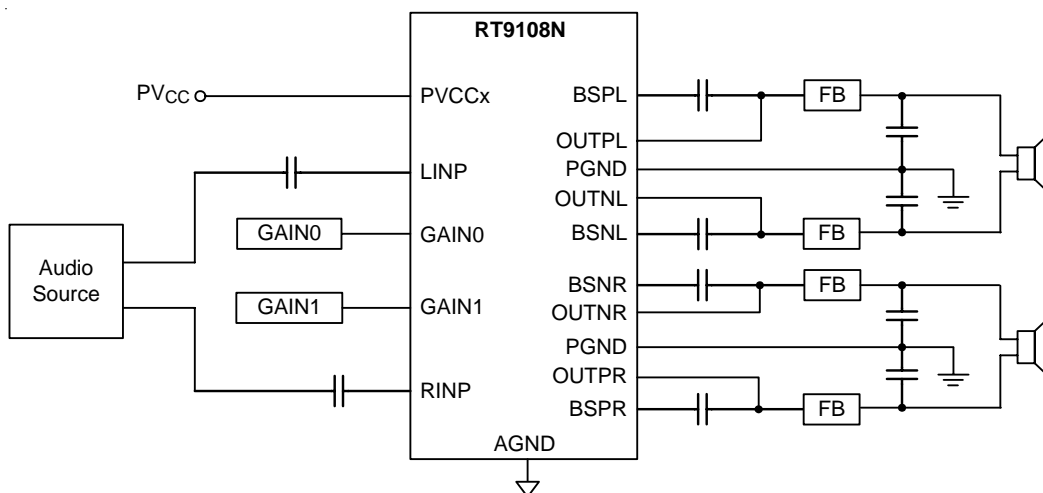 RT9108N
PVCC
PVCCx
LINP
GAIN0
GAIN0
GAIN1
GAIN1
RINP
Audio
Source
AGND
BSPL
OUTPL
PGND
OUTNL
BSNL
BSNR
OUTNR
PGND
OUTPR
BSPR
FB
FB
FB
FB